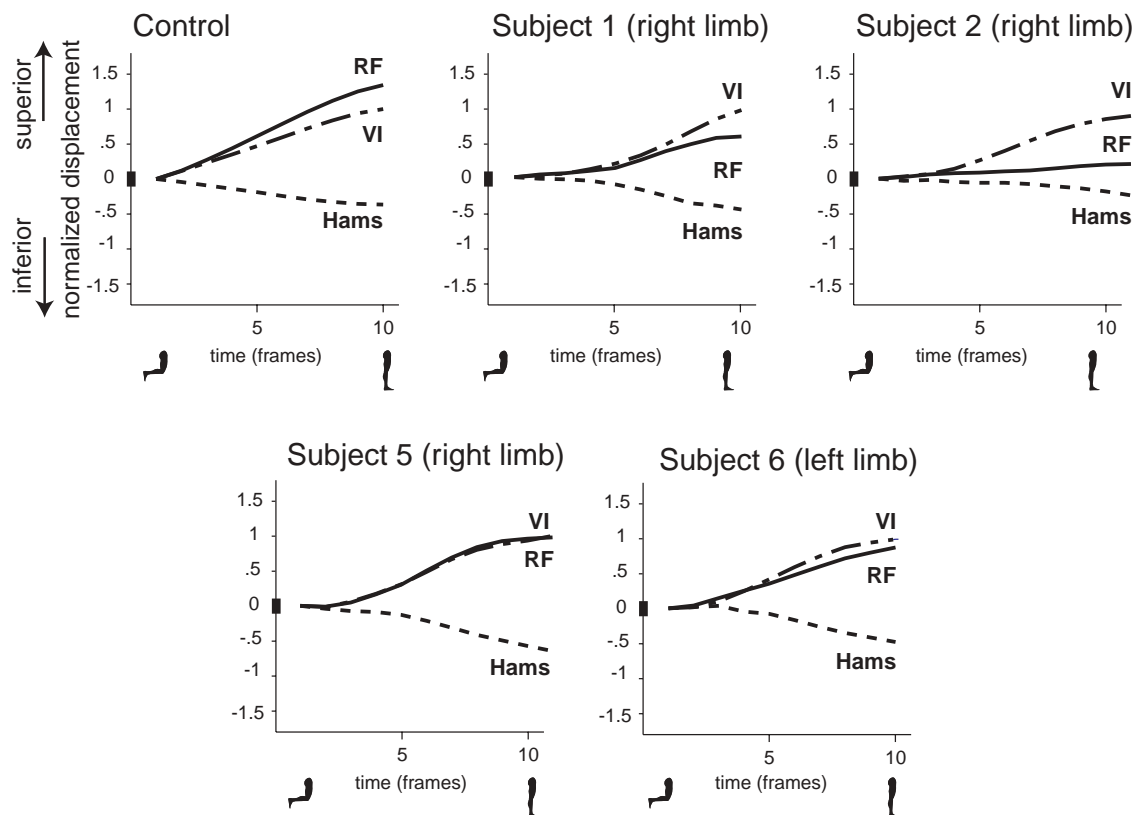 Control
Subject 1 (right limb)
Subject 2 (right limb)
superior
inferior
normalized displacement
1.5
1
.5
0
-.5
-1
-1.5
RF
VI
Hams
5
10
time (frames)
1.5
1
.5
0
-.5
-1
-1.5
VI
RF
Hams
5
10
time (frames)
1.5
1
.5
0
-.5
-1
-1.5
VI
RF
Hams
5
10
time (frames)
Subject 5 (right limb)
Subject 6 (left limb)
1.5
1
.5
0
-.5
-1
-1.5
VI
RF
Hams
5
10
time (frames)
1.5
1
.5
0
-.5
-1
-1.5
VI
RF
Hams
5
10
time (frames)